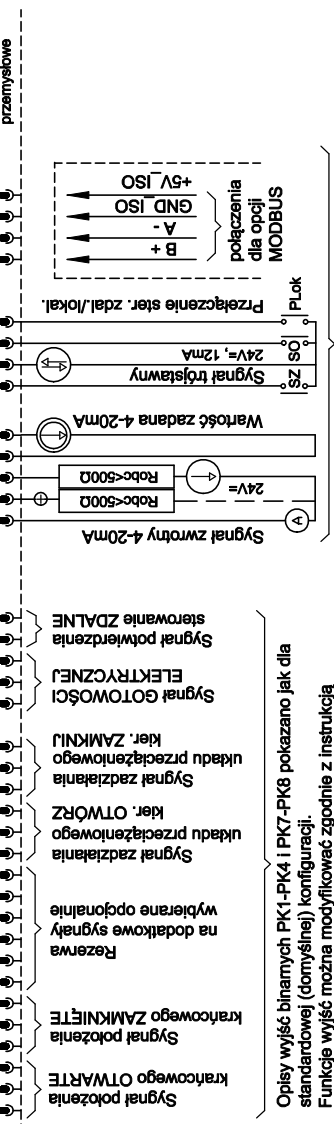 przemysłowe
+5V_ISO
GND_ISO
A -
B +
połączenia
dla opcji
MODBUS
Przełączenie ster. zdal./lokal.
PLok
24V=, 12mA
SO
Sygnał trójstawny
SZ
Wartość zadana 4-20mA
Robc<500Ω
24V=
Robc<500Ω
Sygnał zwrotny 4-20mA
A
Sygnał potwierdzenia
sterowanie ZDALNE
Sygnał GOTOWOŚCI
ELEKTRYCZNEJ
Sygnał zadziałania
układu przeciążeniowego
kier. ZAMKNIJ
Sygnał zadziałania
układu przeciążeniowego
kier. OTWÓRZ
Rezerwa
na dodatkowe sygnały
wybierane opcjonalnie
Sygnał położenia
krańcowego ZAMKNIĘTE
Sygnał położenia
krańcowego OTWARTE
Opisy wyjść binarnych PK1-PK4 i PK7-PK8 pokazano jak dla
standardowej (domyślnej) konfiguracji.
Funkcje wyjść można modyfikować zgodnie z instrukcją